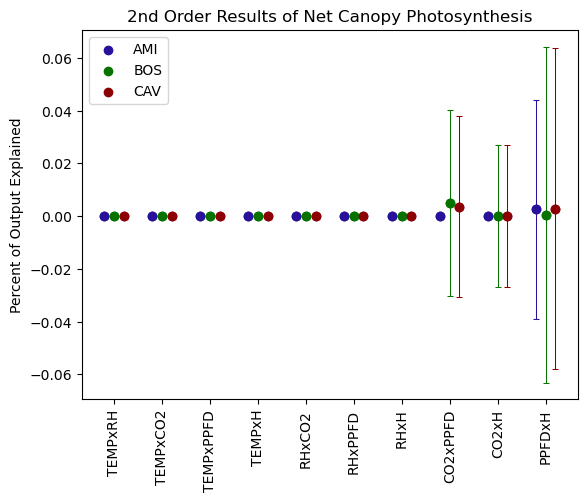 2nd Order Results of Net Canopy Photosynthesis
AMI
BOS
CAV
Percent of Output Explained
0.06
0.04
0.02
0.00
−0.02
−0.04
−0.06
TEMPxRH
TEMPxCO2
TEMPxPPFD
TEMPxH
RHxCO2
RHxPPFD
RHxH
CO2xPPFD
CO2xH
PPFDxH